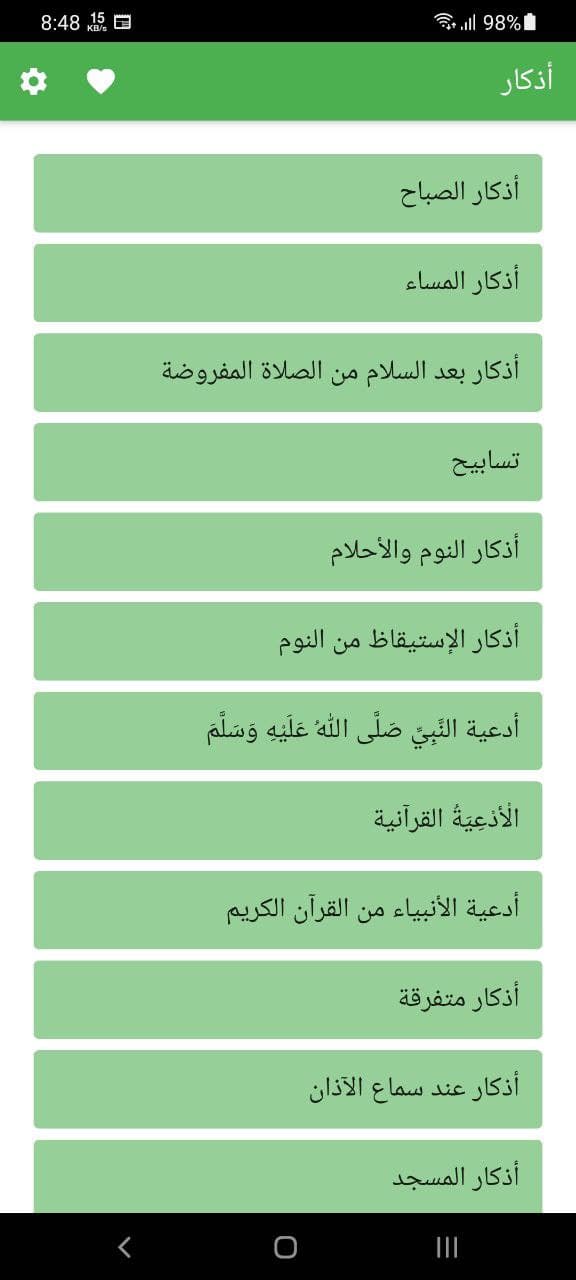 8:48 15 KB/s 98%
أذكار
أذكار الصباح
أذكار المساء
أذكار بعد السلام من الصلاة المفروضة
تسابيح
أذكار النوم والأحلام
أذكار الإستيقاظ من النوم
أدعية النَّبِيِّ صَلَّى اللهُ عَلَيْهِ وَسَلَّمَ
الْأدْعِيَةُ القرآنية
أدعية الأنبياء من القرآن الكريم
أذكار متفرقة
أذكار عند سماع الآذان
أذكار المسجد